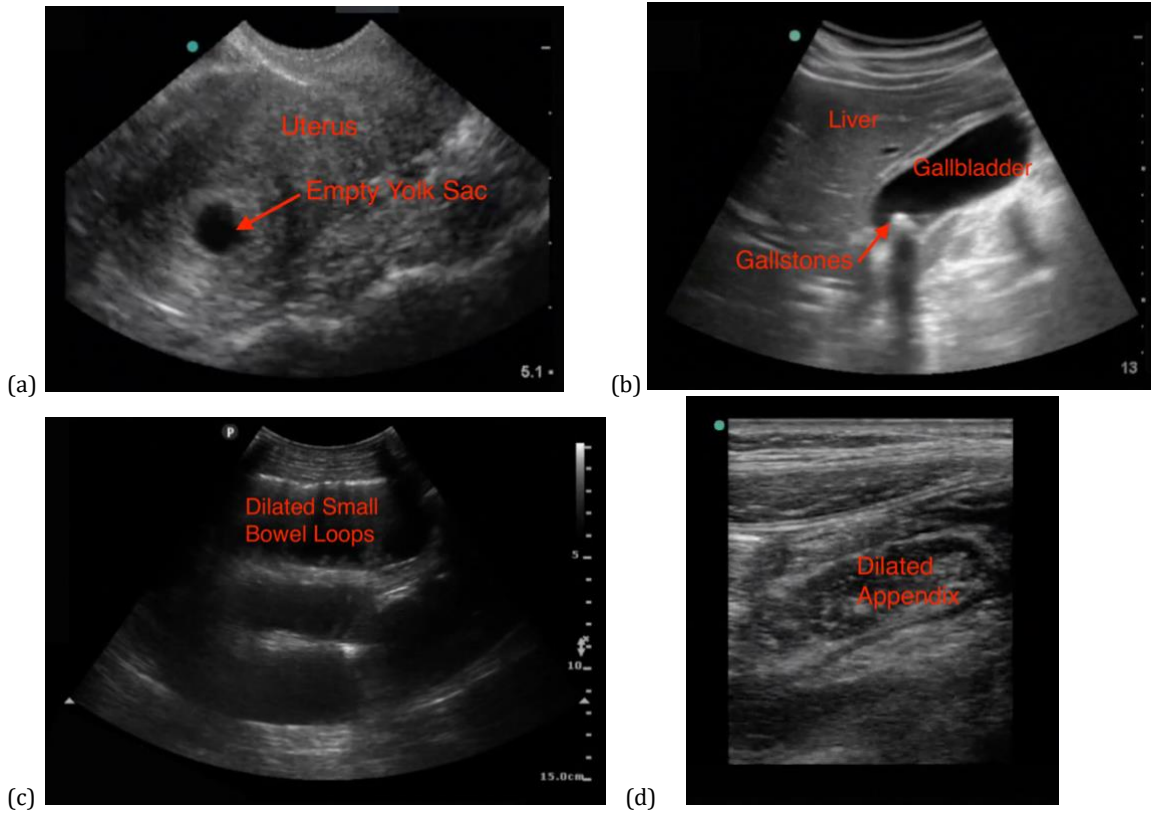 Uterus
Empty Yolk Sac
5.1
(a)
Liver
Gallbladder
Gallstones
13
(b)
P
Dilated Small
Bowel Loops
5
10
15.0cm
(c)
Dilated
Appendix
(d)